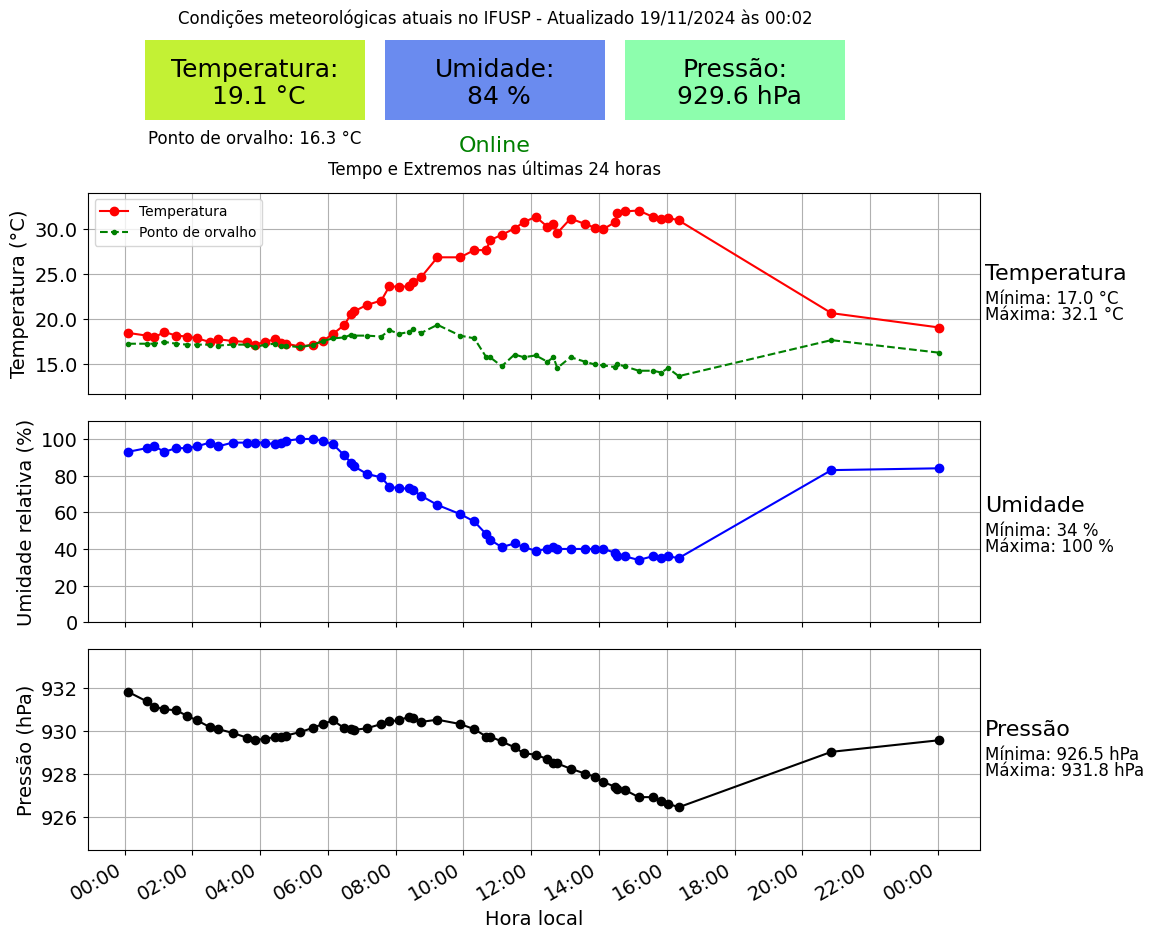 Condições meteorológicas atuais no IFUSP - Atualizado 19/11/2024 às 00:02
Temperatura:
19.1 °C
Umidade:
84 %
Pressão:
929.6 hPa
Ponto de orvalho: 16.3 °C
Online
Tempo e Extremos nas últimas 24 horas
Temperatura (°C)
30.0
25.0
20.0
15.0
Temperatura
Ponto de orvalho
Temperatura
Mínima: 17.0 °C
Máxima: 32.1 °C
Umidade relativa (%)
100
80
60
40
20
0
Umidade
Mínima: 34 %
Máxima: 100 %
Pressão (hPa)
932
930
928
926
Pressão
Mínima: 926.5 hPa
Máxima: 931.8 hPa
00:00 02:00 04:00 06:00 08:00 10:00 12:00 14:00 16:00 18:00 20:00 22:00 00:00
Hora local